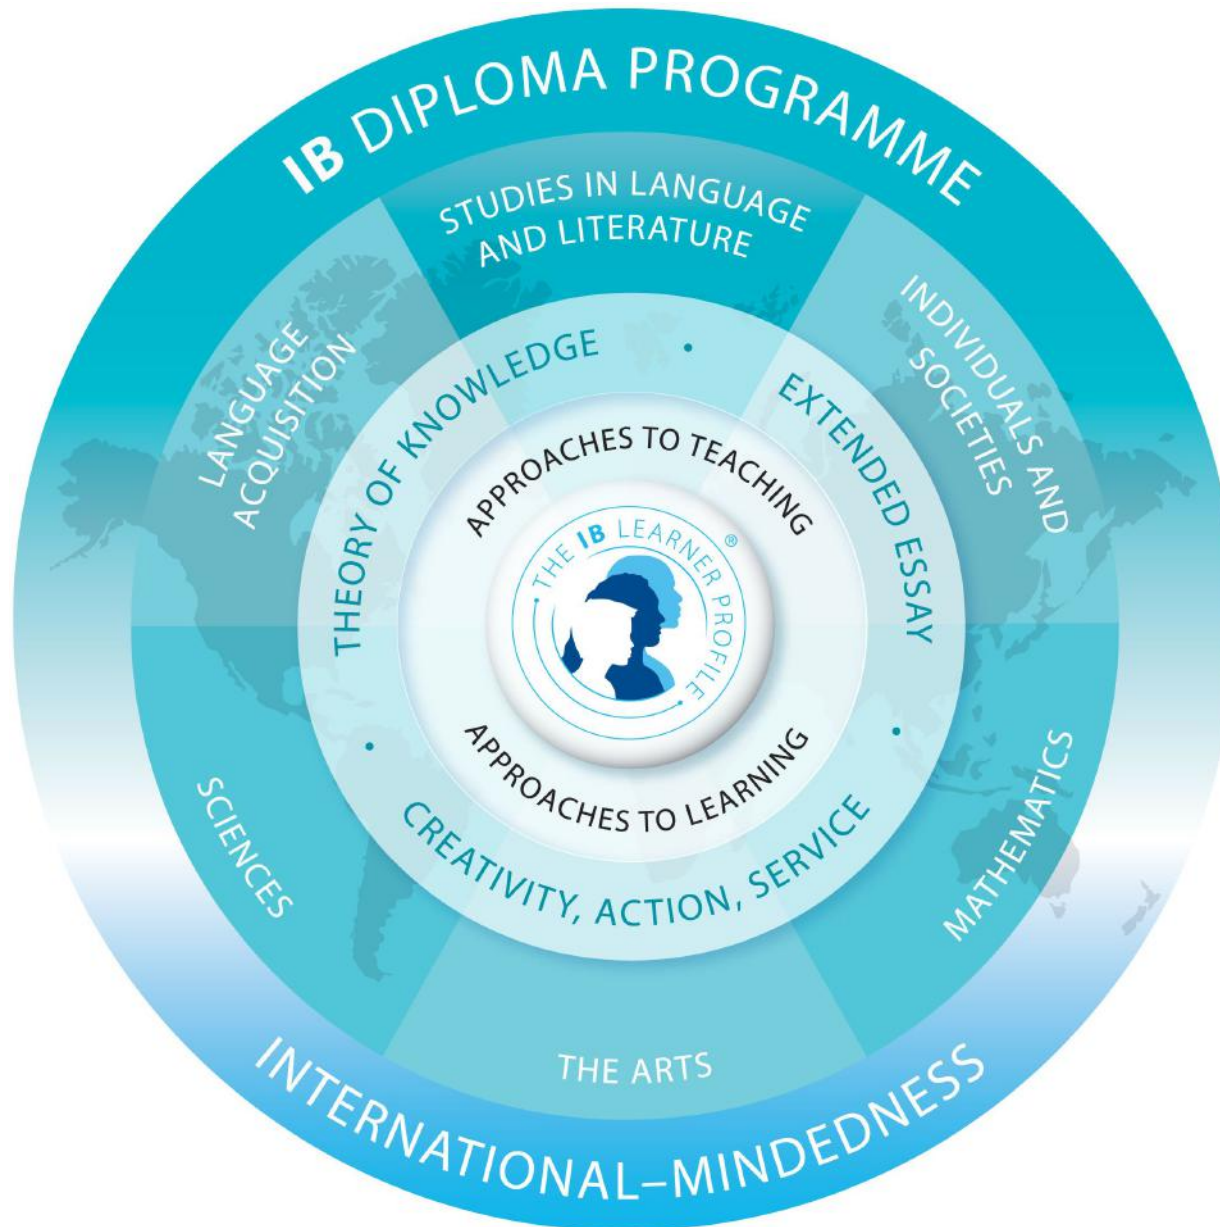 IB DIPLOMA PROGRAMME
STUDIES IN LANGUAGE
AND LITERATURE
LANGUAGE
ACQUISITION
INDIVIDUALS AND
SOCIETIES
THEORY OF KNOWLEDGE
·
EXTENDED ESSAY
APPROACHES TO TEACHING
THE IB LEARNER PROFILE ®
APPROACHES TO LEARNING
· CREATIVITY, ACTION, SERVICE ·
SCIENCES
MATHEMATICS
THE ARTS
INTERNATIONAL–MINDEDNESS